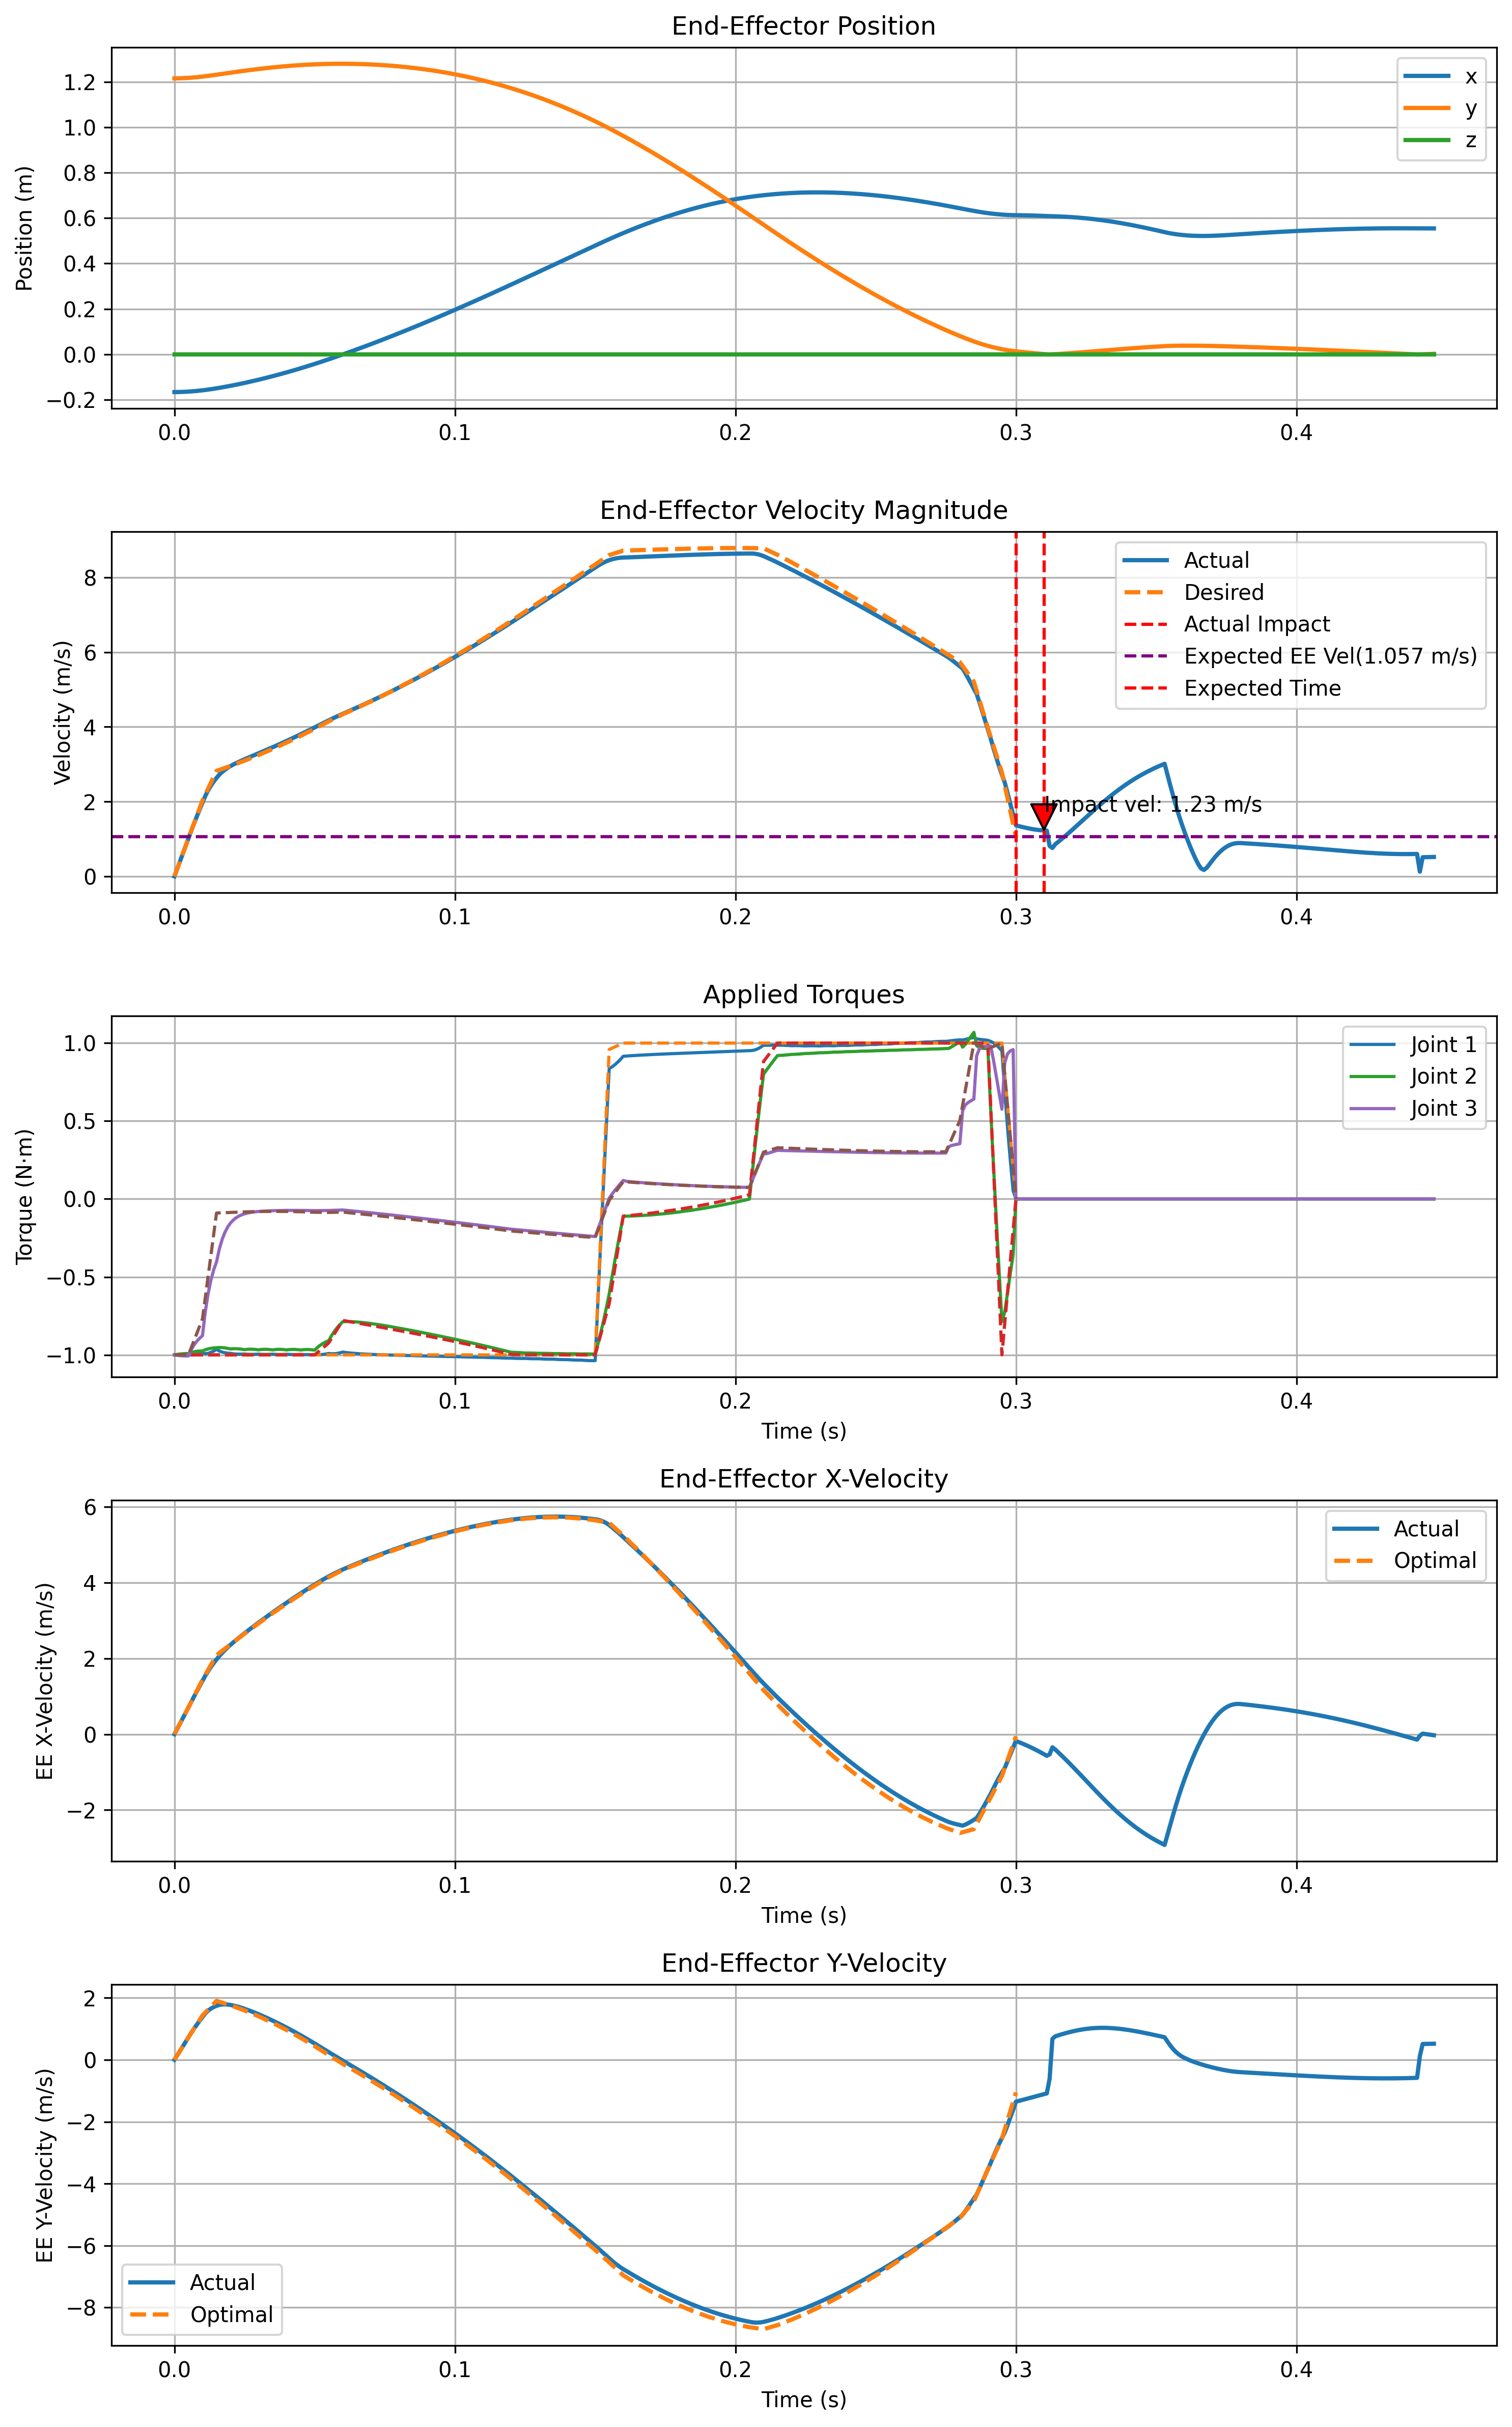 End-Effector Position
Position (m)
1.2
1.0
0.8
0.6
0.4
0.2
0.0
−0.2
x
y
z
0.0 0.1 0.2 0.3 0.4
End-Effector Velocity Magnitude
Velocity (m/s)
8
6
4
2
0
Actual
Desired
Actual Impact
Expected EE Vel(1.057 m/s)
Expected Time
Impact vel: 1.23 m/s
0.0 0.1 0.2 0.3 0.4
Applied Torques
Torque (N·m)
1.0
0.5
0.0
−0.5
−1.0
Joint 1
Joint 2
Joint 3
0.0 0.1 0.2 0.3 0.4
Time (s)
End-Effector X-Velocity
EE X-Velocity (m/s)
6
4
2
0
−2
Actual
Optimal
0.0 0.1 0.2 0.3 0.4
Time (s)
End-Effector Y-Velocity
EE Y-Velocity (m/s)
2
0
−2
−4
−6
−8
Actual
Optimal
0.0 0.1 0.2 0.3 0.4
Time (s)